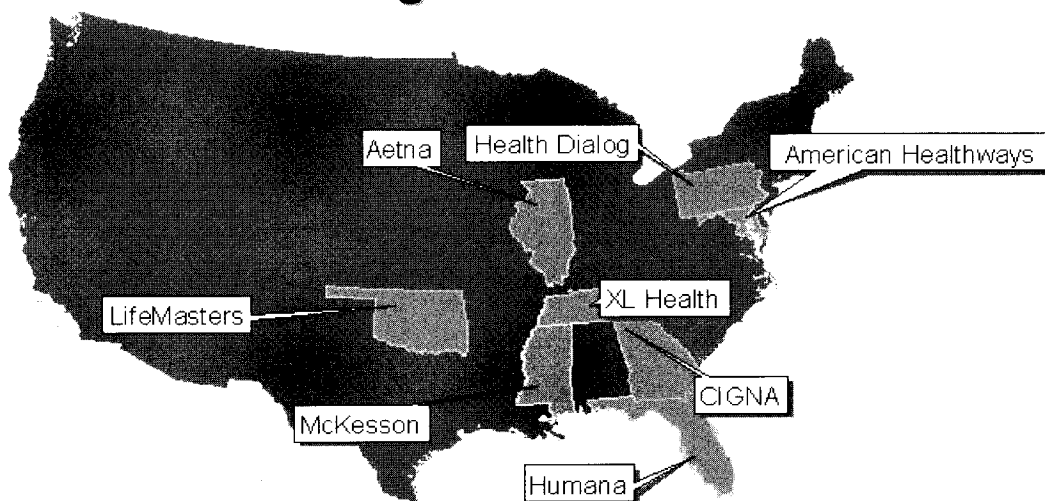 Aetna
Health Dialog
American Healthways
LifeMasters
XL Health
CIGNA
McKesson
Humana